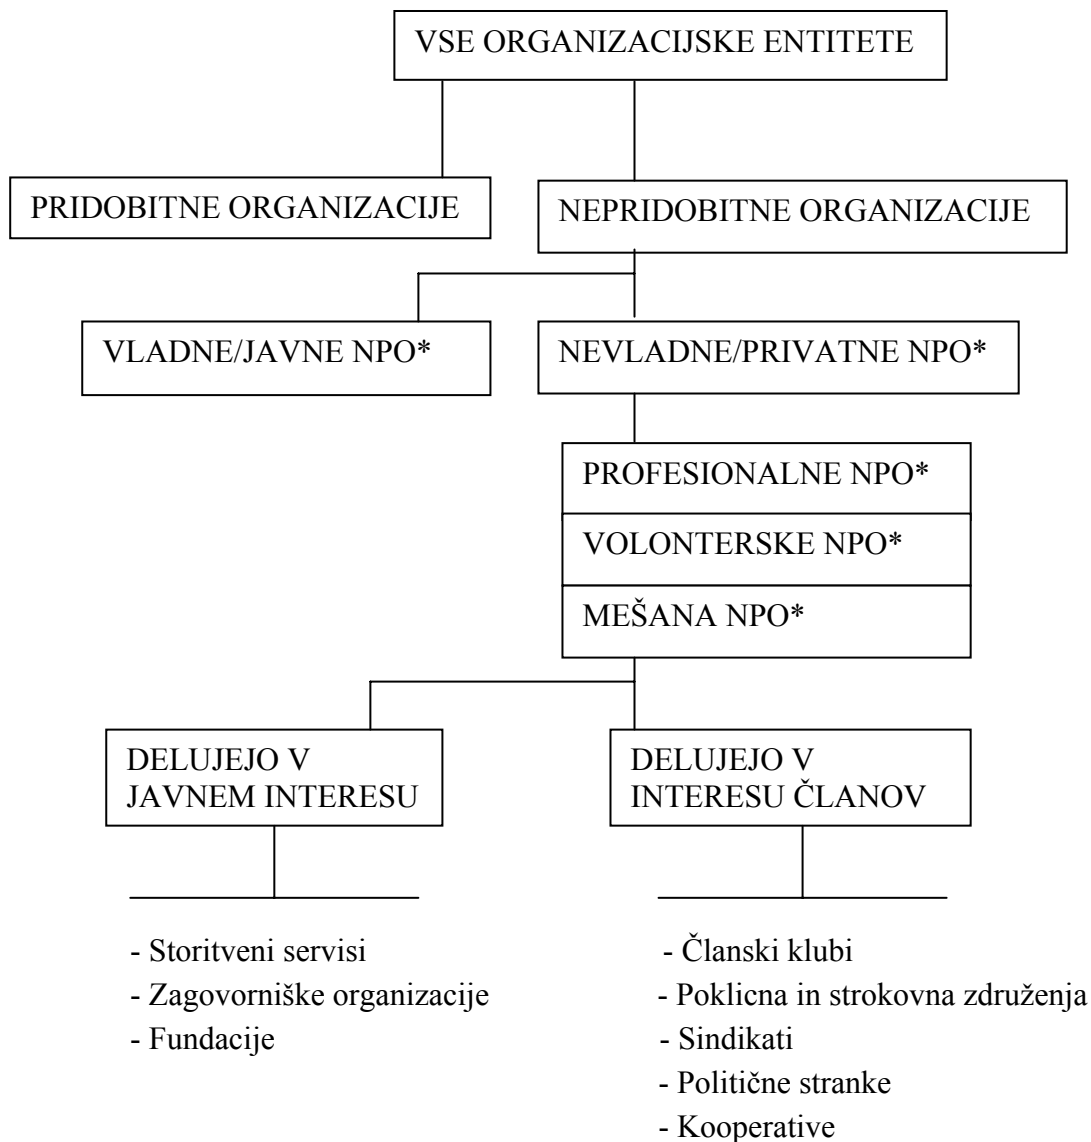 VSE ORGANIZACIJSKE ENTITETE
PRIDOBITNE ORGANIZACIJE
NEPRIDOBITNE ORGANIZACIJE
VLADNE/JAVNE NPO*
NEVLADNE/PRIVATNE NPO*
PROFESIONALNE NPO*
VOLONTERSKE NPO*
MEŠANA NPO*
DELUJEJO V
JAVNEM INTERESU
DELUJEJO V
INTERESU ČLANOV
- Storitveni servisi
- Zagovorniške organizacije
- Fundacije
- Članski klubi
- Poklicna in strokovna združenja
- Sindikati
- Politične stranke
- Kooperative